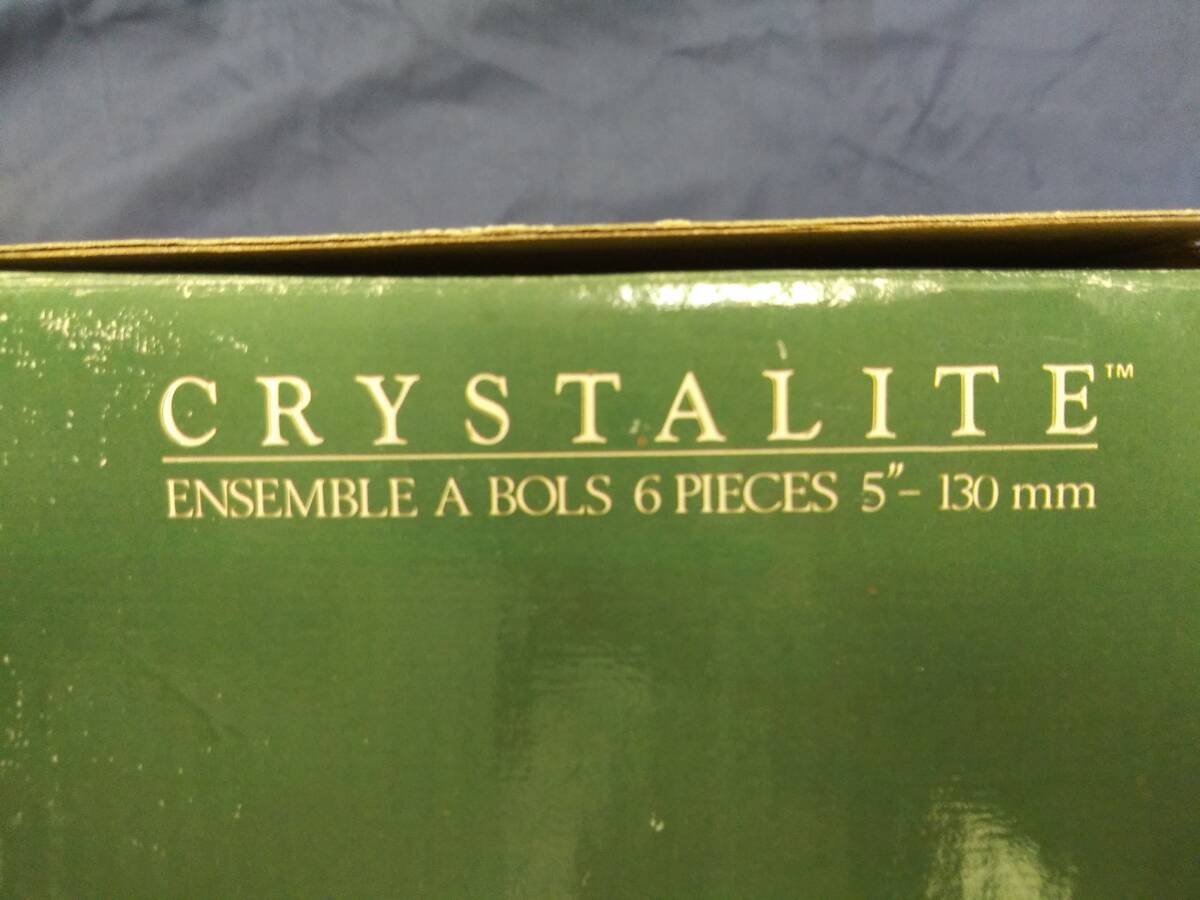 CRYSTALITE™
ENSEMBLE A BOLS 6 PIECES 5″– 130 mm